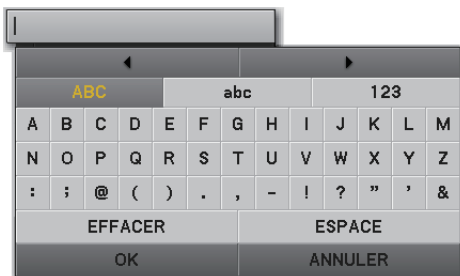 ABC abc 123
A B C D E F G H I J K L M
N O P Q R S T U V W X Y Z
: ; @ ( ) . , - ! ? " ' &
EFFACER ESPACE
OK ANNULER